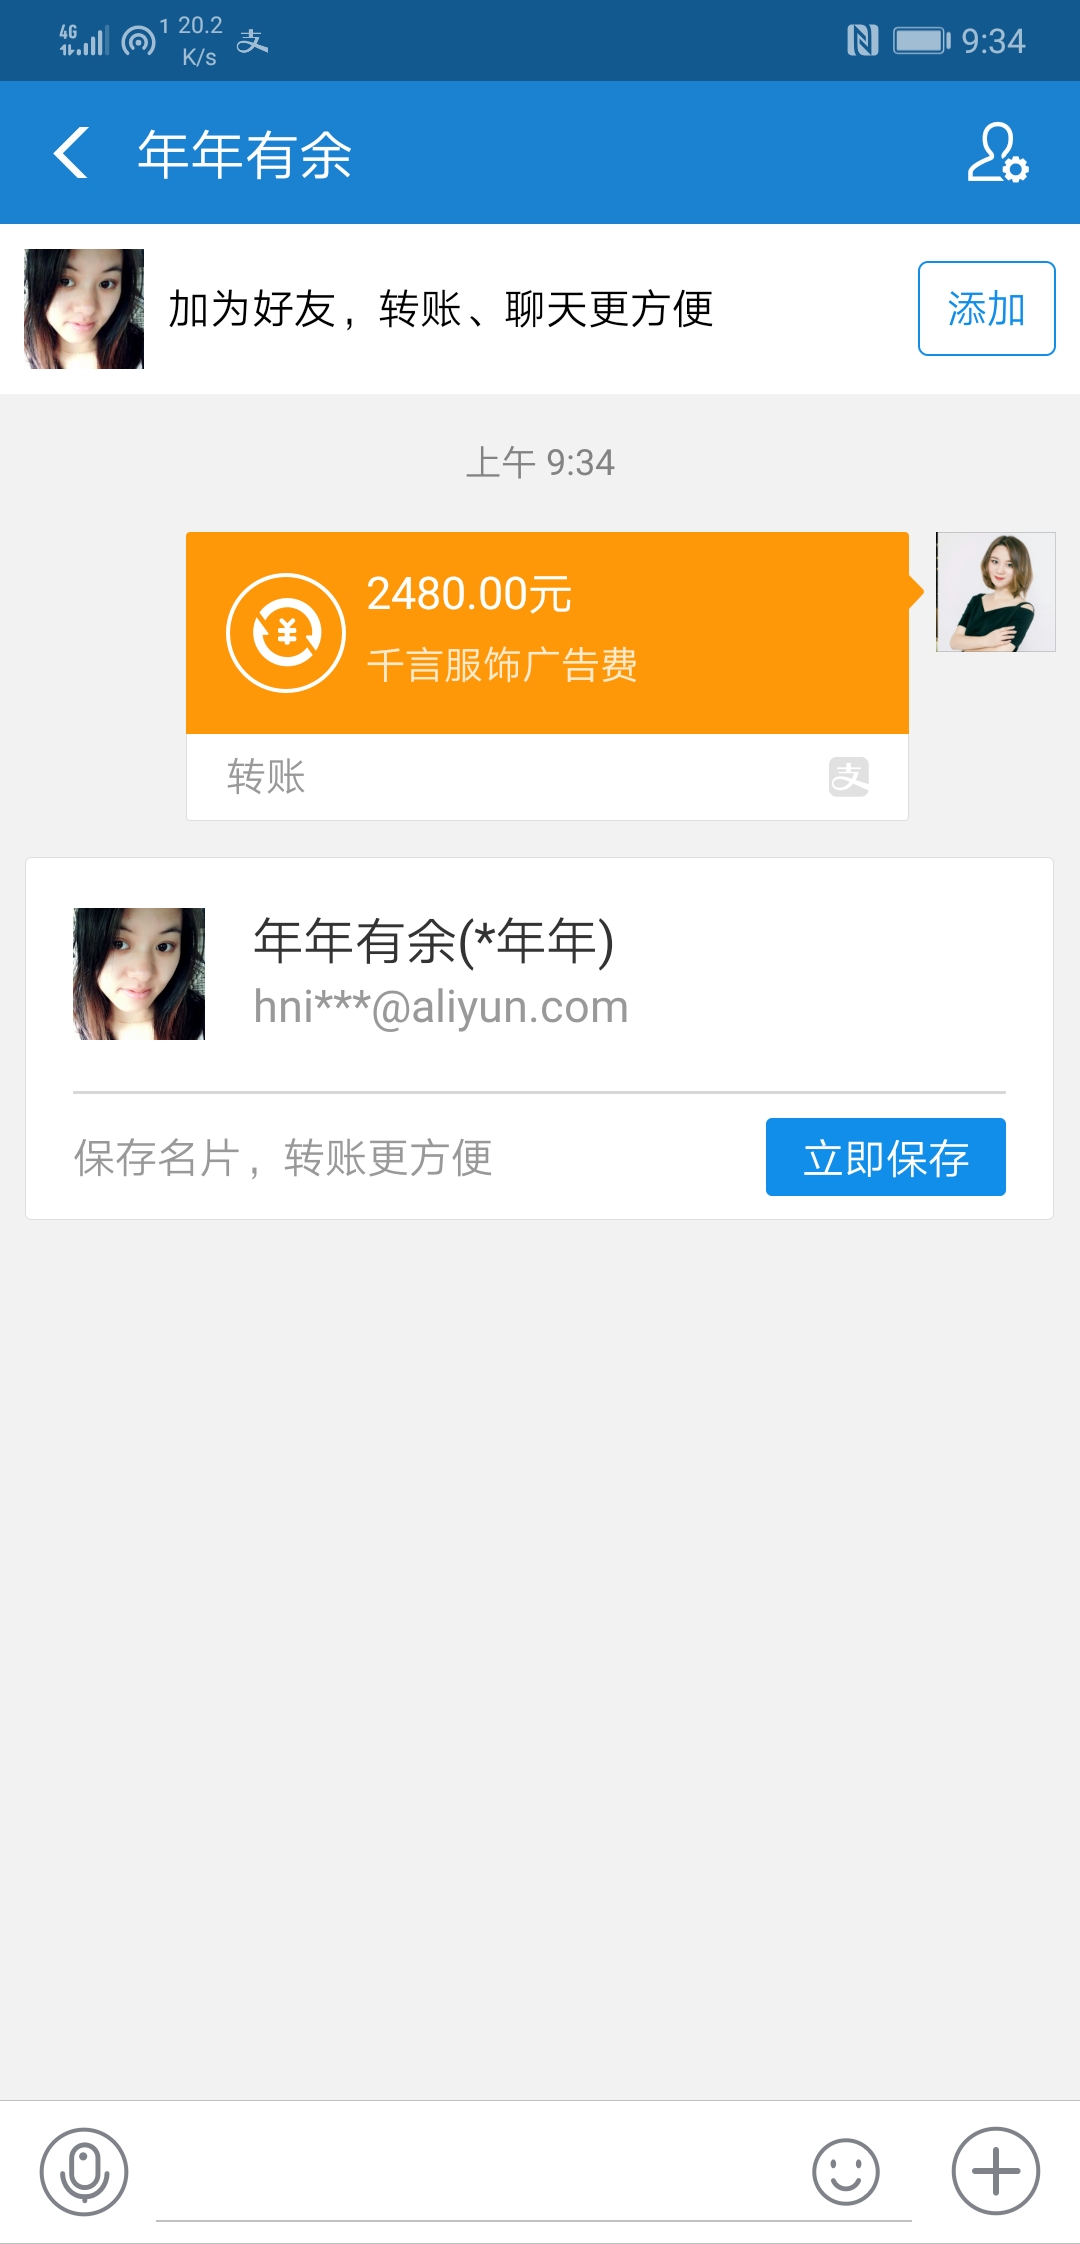 4G 1 20.2 K/s 支 9:34
年年有余
加为好友，转账、聊天更方便 添加
上午 9:34
2480.00元
千言服饰广告费
转账 支
年年有余(*年年)
hni***@aliyun.com
保存名片，转账更方便 立即保存